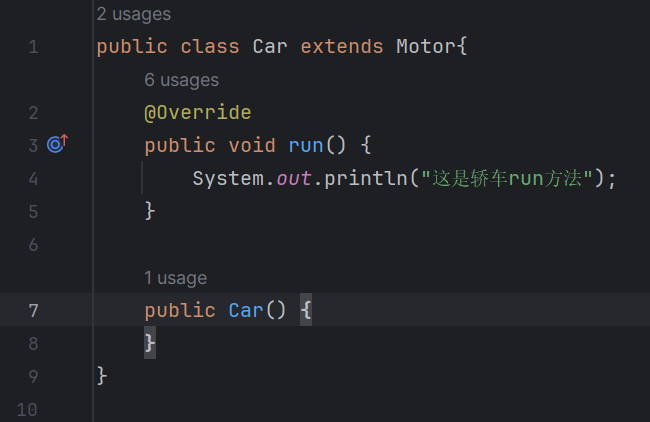 2 usages
1 public class Car extends Motor{
6 usages
2 @Override
3 public void run() {
4 System.out.println("这是轿车run方法");
5 }
6
1 usage
7 public Car() {
8 }
9 }
10